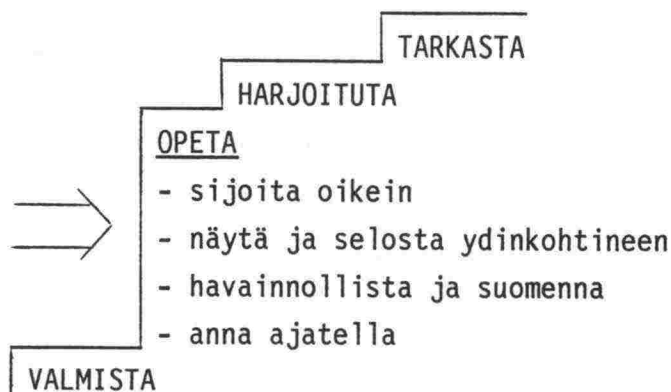 TARKASTA
HARJOITUTA
OPETA
- sijoita oikein
- näytä ja selosta ydinkohtineen
- havainnollista ja suomenna
- anna ajatella
VALMISTA